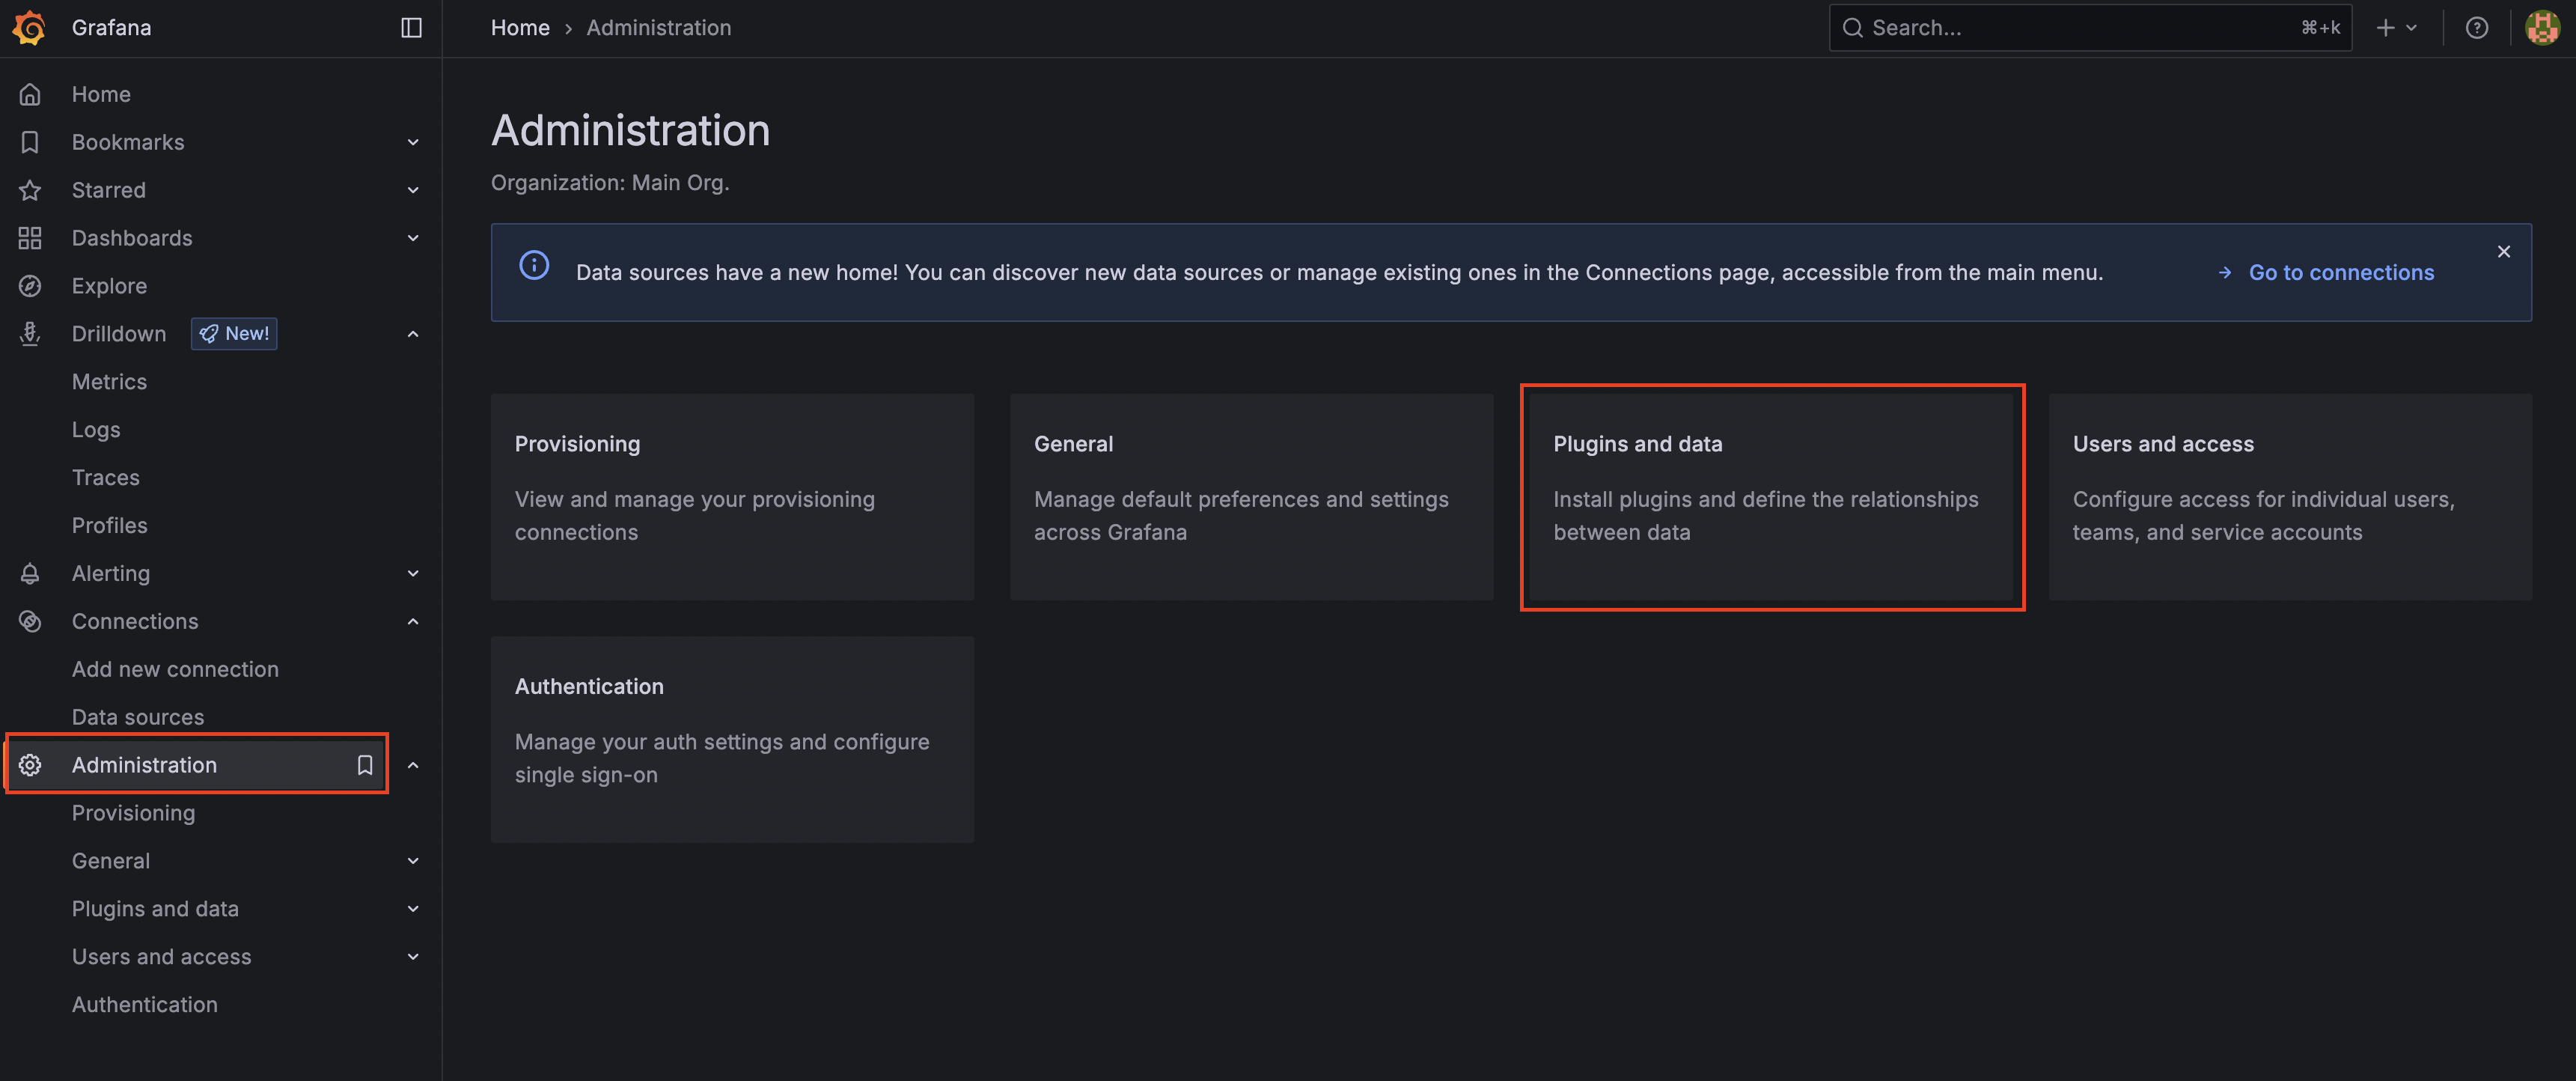 Grafana
Home › Administration
Search...
⌘+k
Home
Bookmarks
Starred
Dashboards
Explore
Drilldown
New!
Metrics
Logs
Traces
Profiles
Alerting
Connections
Add new connection
Data sources
Administration
Provisioning
General
Plugins and data
Users and access
Authentication
Administration
Organization: Main Org.
Data sources have a new home! You can discover new data sources or manage existing ones in the Connections page, accessible from the main menu.
→ Go to connections
Provisioning
View and manage your provisioning
connections
General
Manage default preferences and settings
across Grafana
Plugins and data
Install plugins and define the relationships
between data
Users and access
Configure access for individual users,
teams, and service accounts
Authentication
Manage your auth settings and configure
single sign-on